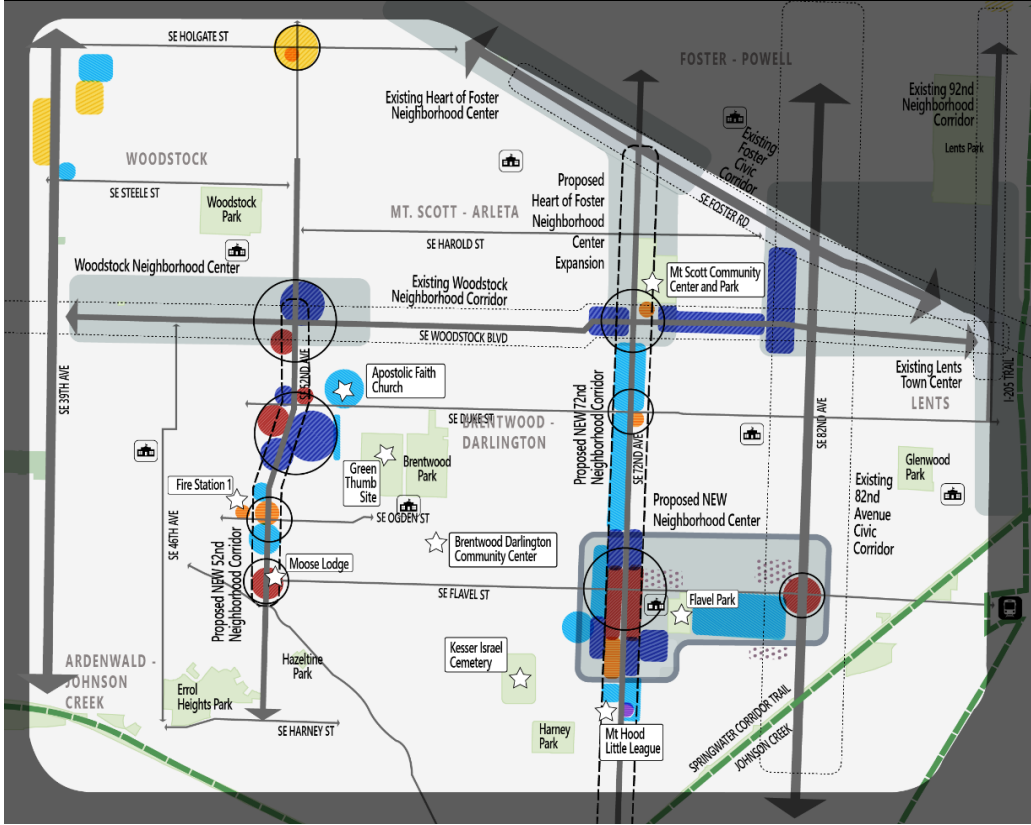 SE HOLGATE ST
FOSTER - POWELL
Existing Heart of Foster
Neighborhood Center
Existing 92nd
Neighborhood
Corridor
Lents Park
Existing
Foster
Civic
Corridor
WOODSTOCK
SE STEELE ST
Woodstock
Park
MT. SCOTT - ARLETA
Proposed
Heart of Foster
Neighborhood
Center
Expansion
SE FOSTER RD
SE HAROLD ST
Woodstock Neighborhood Center
Existing Woodstock
Neighborhood Corridor
Mt Scott Community
Center and Park
SE WOODSTOCK BLVD
SE 39TH AVE
SE 52ND AVE
Apostolic Faith
Church
Existing Lents
Town Center
LENTS
I-205 TRAIL
SE DUKE ST
BRENTWOOD -
DARLINGTON
Proposed NEW 72nd
Neighborhood Corridor
SE 72ND AVE
SE 82ND AVE
Green
Thumb
Site
Brentwood
Park
Glenwood
Park
Fire Station 1
SE OGDEN ST
SE 46TH AVE
Existing
82nd
Avenue
Civic
Corridor
Proposed NEW
Neighborhood Center
Brentwood Darlington
Community Center
Proposed NEW 52nd
Neighborhood Corridor
Moose Lodge
SE FLAVEL ST
Flavel Park
Kesser Israel
Cemetery
ARDENWALD -
JOHNSON
CREEK
Hazeltine
Park
Errol
Heights Park
SE HARNEY ST
Harney
Park
Mt Hood
Little League
SPRINGWATER CORRIDOR TRAIL
JOHNSON CREEK